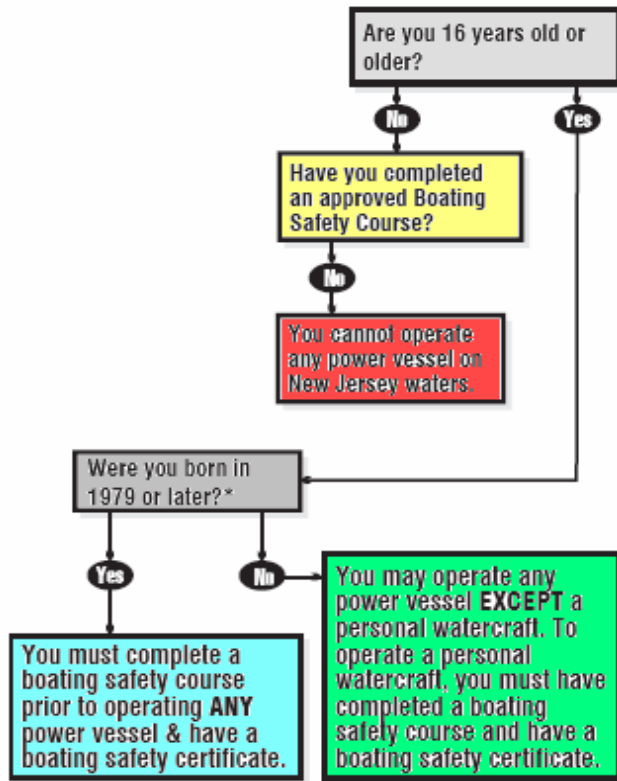 Are you 16 years old or
older?
No
Yes
Have you completed
an approved Boating
Safety Course?
No
You cannot operate
any power vessel on
New Jersey waters.
Were you born in
1979 or later?*
Yes
No
You must complete a
boating safety course
prior to operating ANY
power vessel & have a
boating safety certificate.
You may operate any
power vessel EXCEPT a
personal watercraft. To
operate a personal
watercraft, you must have
completed a boating
safety course and have a
boating safety certificate.